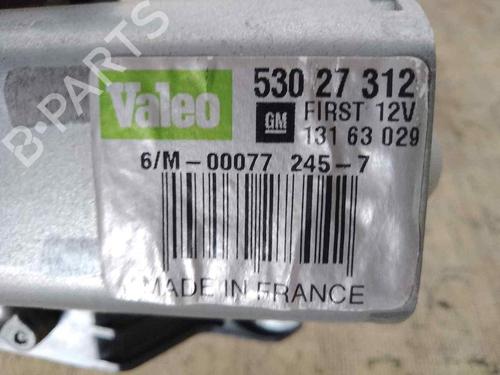 Valeo
530 27 312
GM FIRST 12V
131 63 029
6/M-00077 245-7
MADE IN FRANCE
B-PARTS